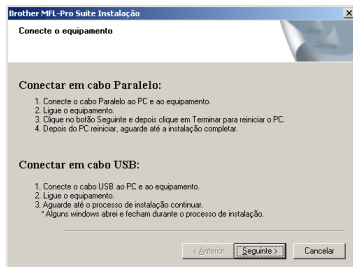 Brother MFL-Pro Suite Instalação
Conecte o equipamento
Conectar em cabo Paralelo:
1. Conecte o cabo Paralelo ao PC e ao equipamento.
2. Ligue o equipamento.
3. Clique no botão Seguinte e depois clique em Terminar para reiniciar o PC.
4. Depois do PC reiniciar, aguarde até a instalação completar.
Conectar em cabo USB:
1. Conecte o cabo USB ao PC e ao equipamento.
2. Ligue o equipamento.
3. Aguarde até o processo de instalação continuar.
* Alguns windows abrei e fecham durante o processo de instalação.
< Anterior Seguinte > Cancelar